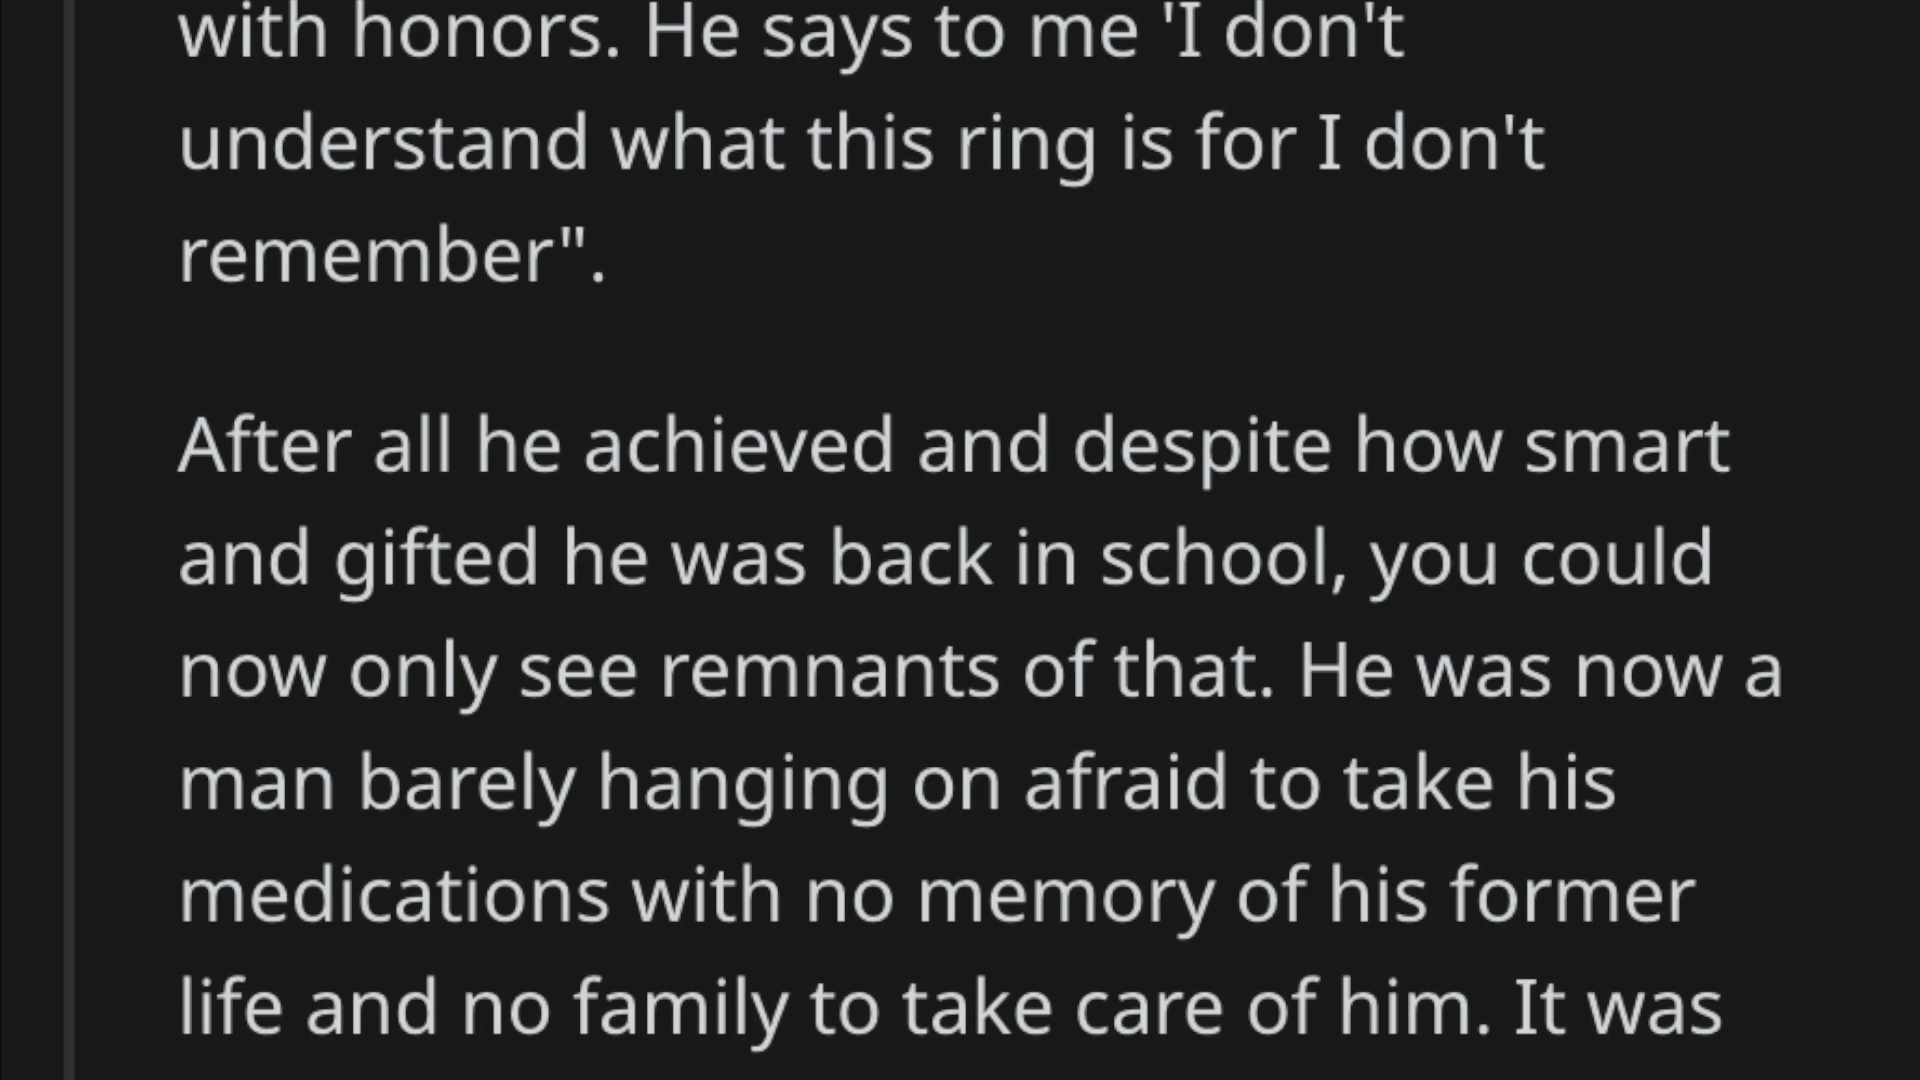 with honors. He says to me 'I don't
understand what this ring is for I don't
remember".
After all he achieved and despite how smart
and gifted he was back in school, you could
now only see remnants of that. He was now a
man barely hanging on afraid to take his
medications with no memory of his former
life and no family to take care of him. It was